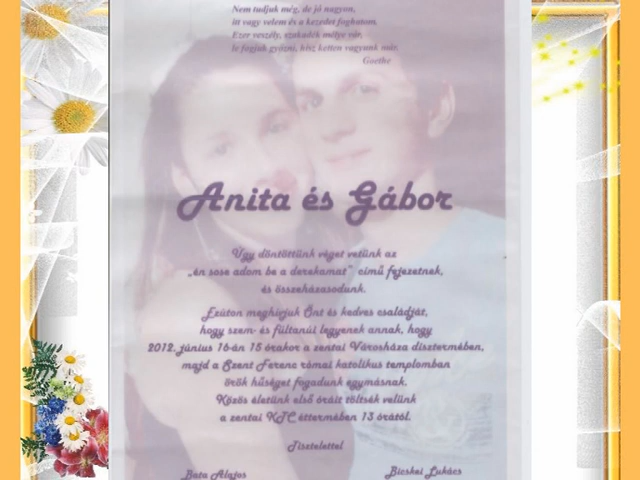 Nem tudjuk még, de jó nagyon,
itt vagy velem és a kezedet foghatom.
Ezer veszély, szakadék mélye vár,
le fogjuk győzni, hisz ketten vagyunk már.
Goethe
Anita és Gábor
Úgy döntöttünk véget vetünk az
„én sose adom be a derekamat” című fejezetnek,
és összeházasodunk.
Ezúton meghívjuk Önt és kedves családját,
hogy szem- és fültanúi legyenek annak, hogy
2012. június 16-án 15 órakor a zentai Városháza dísztermében,
majd a Szent Ferenc római katolikus templomban
örök hűséget fogadunk egymásnak.
Közös életünk első óráit töltsék velünk
a zentai KTC éttermében 13 órától.
Tisztelettel
Bata Alajos
Bicskei Lukács